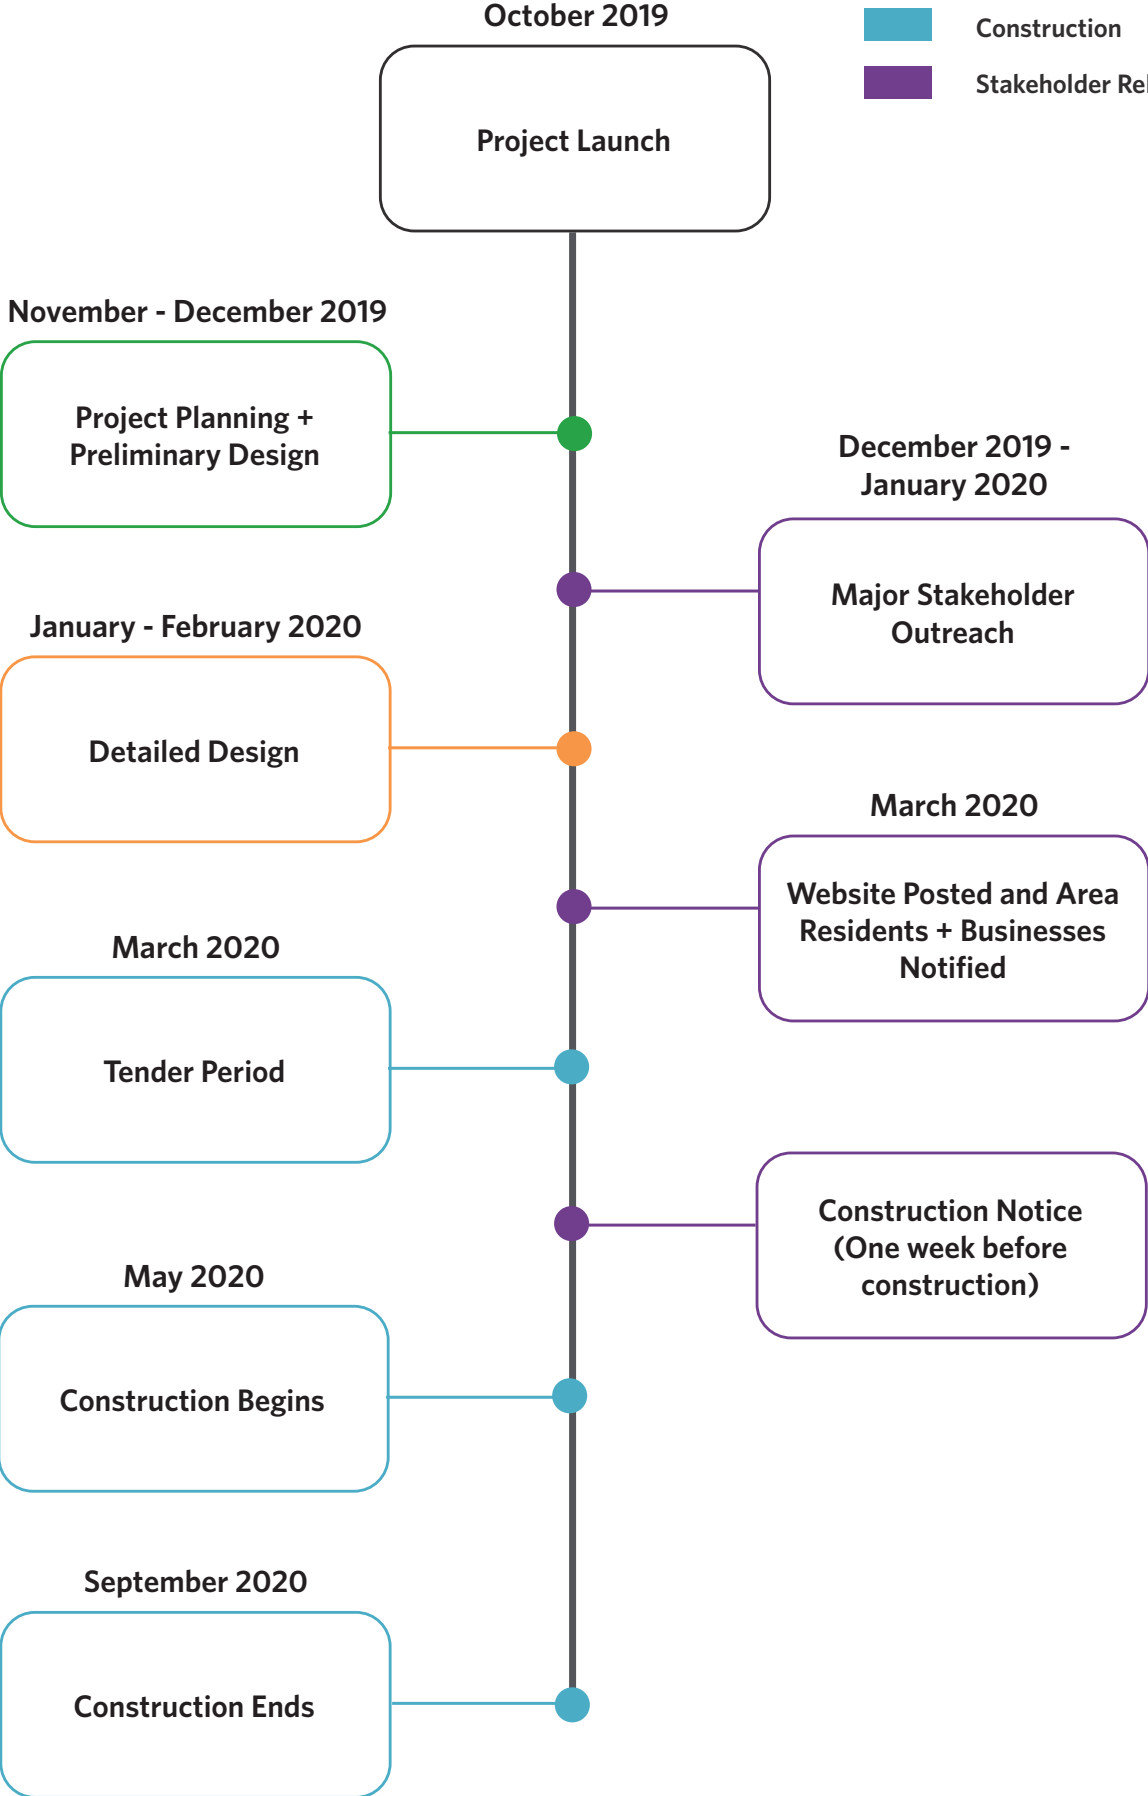 October 2019
Construction
Stakeholder
Project Launch
November - December 2019
Project Planning +
Preliminary Design
December 2019 -
January 2020
Major Stakeholder
Outreach
January - February 2020
Detailed Design
March 2020
Website Posted and Area
Residents + Businesses
Notified
March 2020
Tender Period
Construction Notice
(One week before
construction)
May 2020
Construction Begins
September 2020
Construction Ends